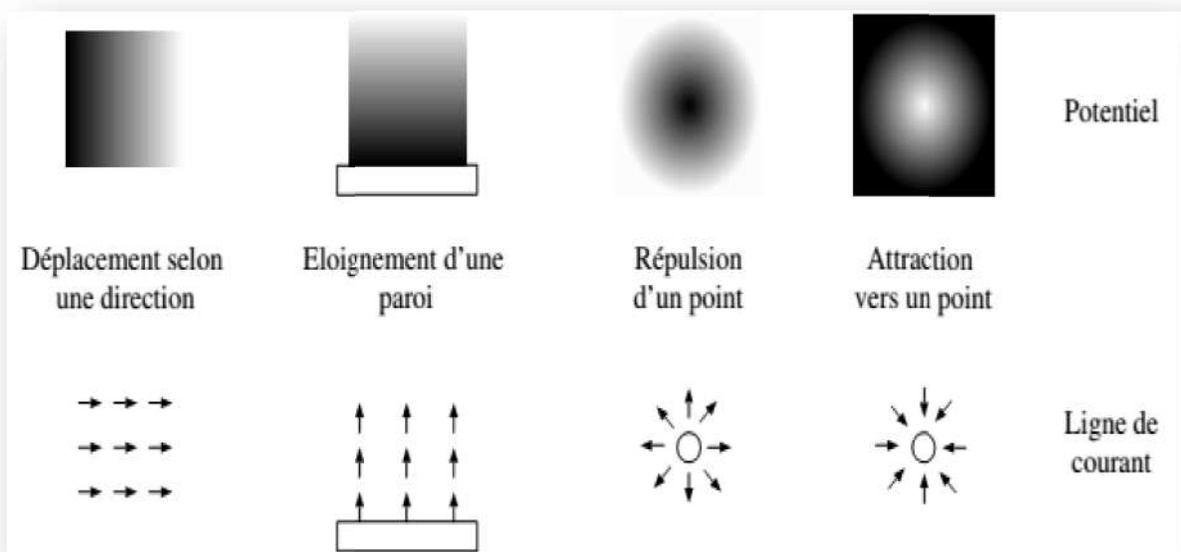 Potentiel
Déplacement selon
une direction
Eloignement d'une
paroi
Répulsion
d'un point
Attraction
vers un point
Ligne de
courant